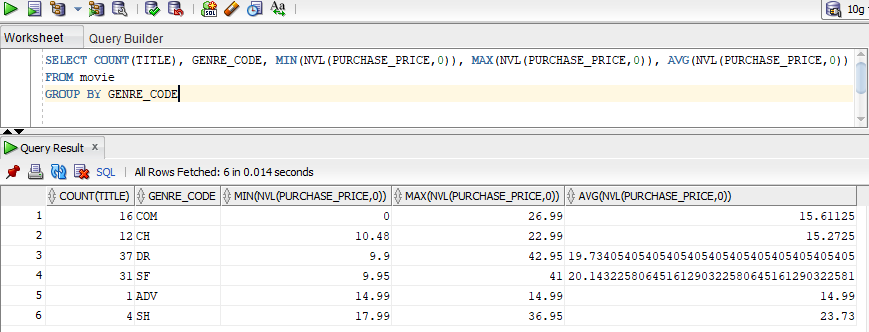 10g
Worksheet Query Builder
SELECT COUNT(TITLE), GENRE_CODE, MIN(NVL(PURCHASE_PRICE,0)), MAX(NVL(PURCHASE_PRICE,0)), AVG(NVL(PURCHASE_PRICE,0))
FROM movie
GROUP BY GENRE_CODE
Query Result x
SQL | All Rows Fetched: 6 in 0.014 seconds
COUNT(TITLE) GENRE_CODE MIN(NVL(PURCHASE_PRICE,0)) MAX(NVL(PURCHASE_PRICE,0)) AVG(NVL(PURCHASE_PRICE,0))
1 16 COM 0 26.99 15.61125
2 12 CH 10.48 22.99 15.2725
3 37 DR 9.9 42.95 19.7340540540540540540540540540540540540405
4 31 SF 9.95 41 20.14322580645161290322580645161290322581
5 1 ADV 14.99 14.99 14.99
6 4 SH 17.99 36.95 23.73